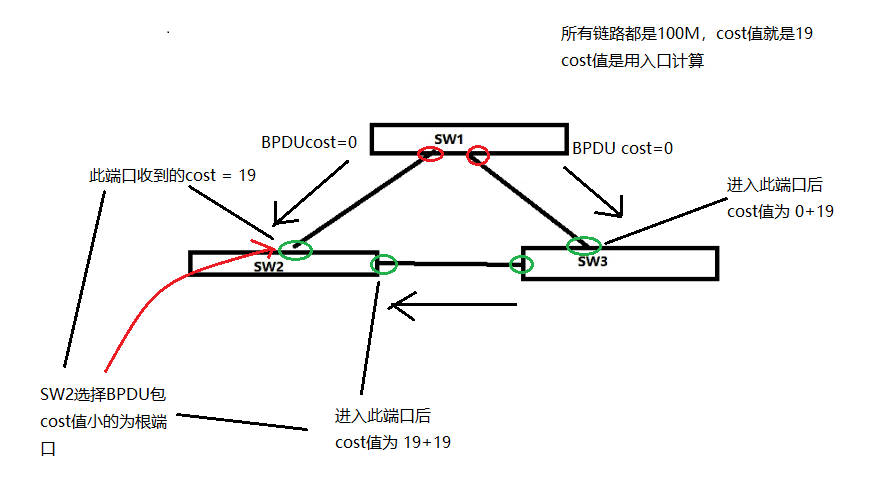 所有链路都是100M，cost值就是19
cost值是用入口计算
SW1
BPDUcost=0
BPDU cost=0
此端口收到的cost = 19
进入此端口后
cost值为 0+19
SW2
SW3
SW2选择BPDU包
cost值小的为根端
口
进入此端口后
cost值为 19+19